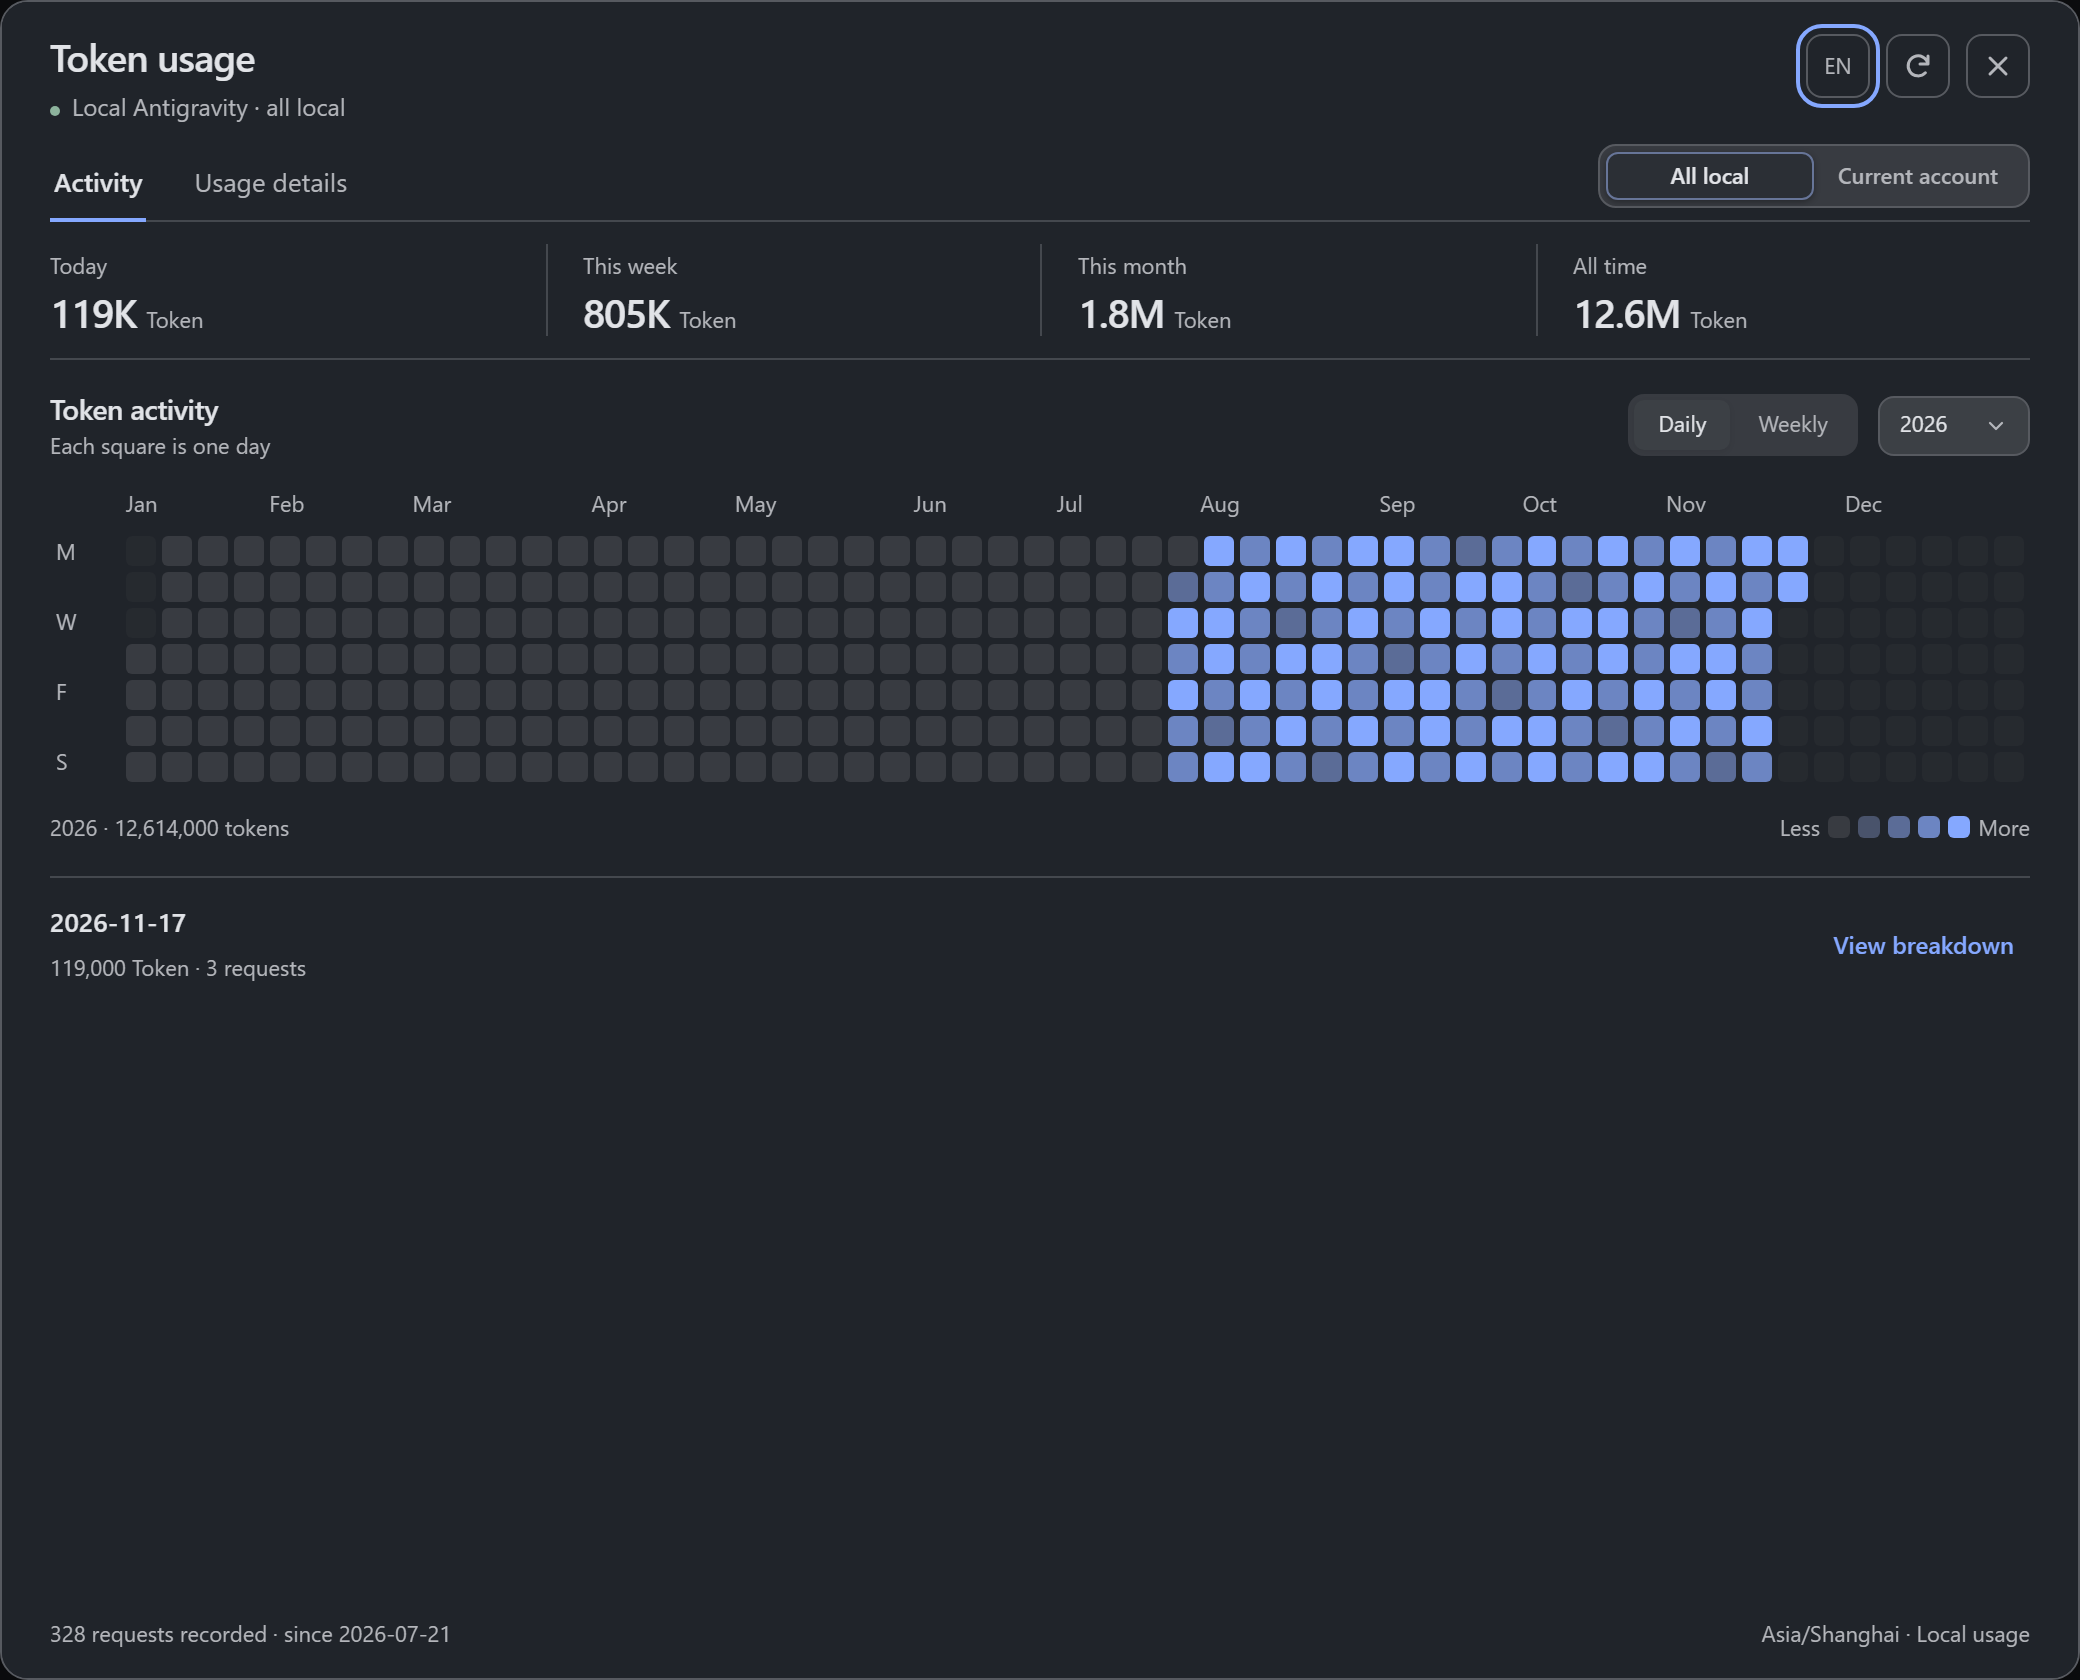 Token usage
EN
Local Antigravity · all local
Activity
Usage details
All local
Current account
Today
119K Token
This week
805K Token
This month
1.8M Token
All time
12.6M Token
Token activity
Each square is one day
Daily
Weekly
2026
Jan Feb Mar Apr May Jun Jul Aug Sep Oct Nov Dec
M
W
F
S
2026 · 12,614,000 tokens
Less
More
2026-11-17
119,000 Token · 3 requests
View breakdown
328 requests recorded · since 2026-07-21
Asia/Shanghai · Local usage